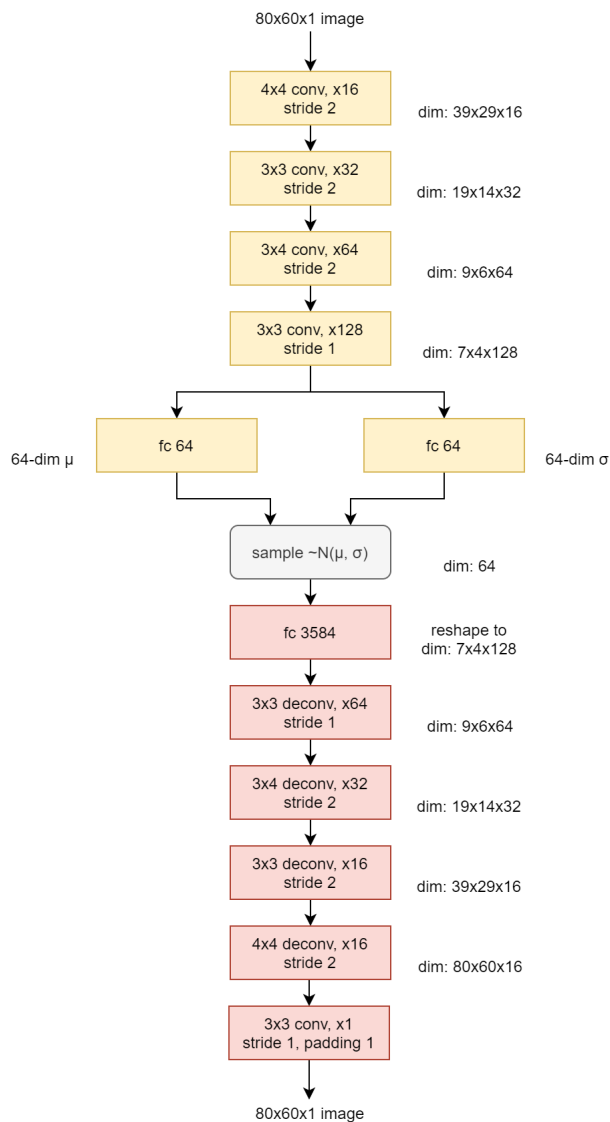 80x60x1 image
4x4 conv, x16
stride 2
dim: 39x29x16
3x3 conv, x32
stride 2
dim: 19x14x32
3x4 conv, x64
stride 2
dim: 9x6x64
3x3 conv, x128
stride 1
dim: 7x4x128
64-dim μ
fc 64
fc 64
64-dim σ
sample ~N(μ, σ)
dim: 64
fc 3584
reshape to
dim: 7x4x128
3x3 deconv, x64
stride 1
dim: 9x6x64
3x4 deconv, x32
stride 2
dim: 19x14x32
3x3 deconv, x16
stride 2
dim: 39x29x16
4x4 deconv, x16
stride 2
dim: 80x60x16
3x3 conv, x1
stride 1, padding 1
80x60x1 image